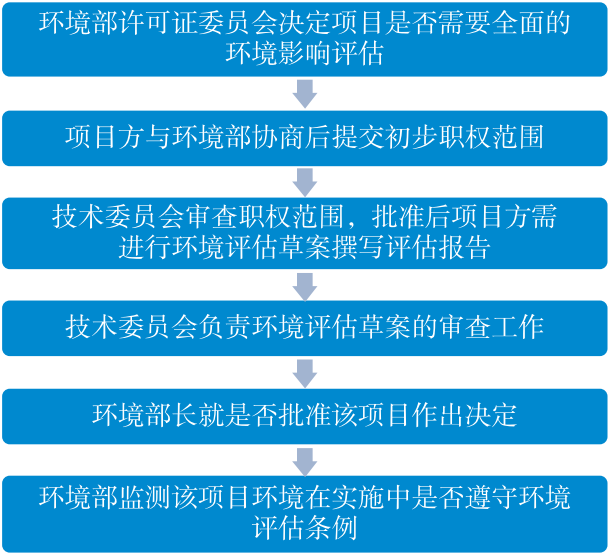 环境部许可证委员会决定项目是否需要全面的
环境影响评估
项目方与环境部协商后提交初步职权范围
技术委员会审查职权范围，批准后项目方需
进行环境评估草案撰写评估报告
技术委员会负责环境评估草案的审查工作
环境部长就是否批准该项目作出决定
环境部监测该项目环境在实施中是否遵守环境
评估条例